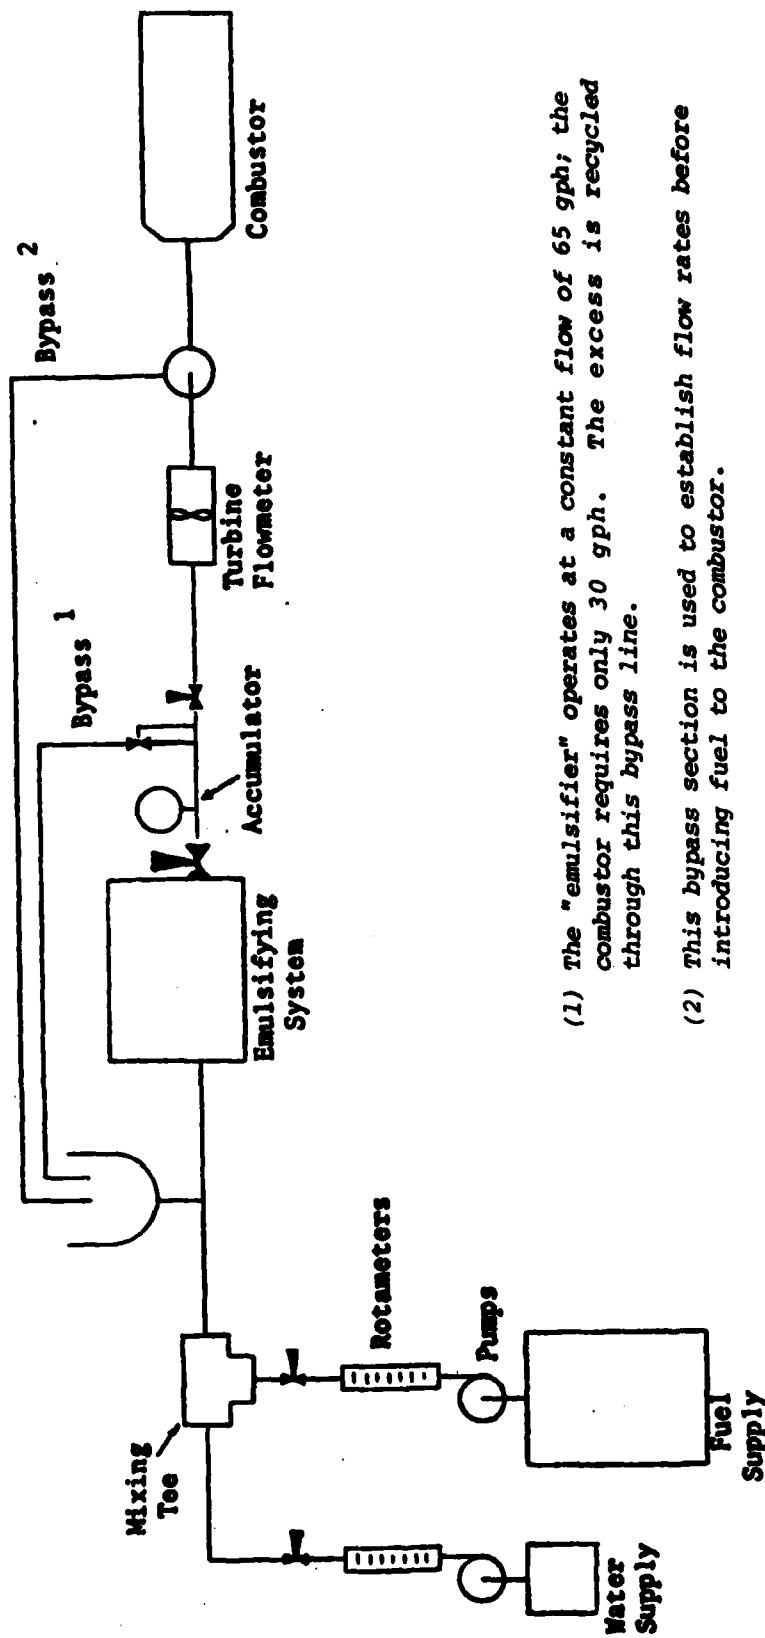 Bypass 2
Bypass 1
Combustor
Turbine
Flowmeter
Accumulator
Emulsifying
System
Mixing
Tee
Rotameters
Pumps
Water
Supply
Fuel
Supply
(1) The "emulsifier" operates at a constant flow of 65 gph; the
combustor requires only 30 gph. The excess is recycled
through this bypass line.
(2) This bypass section is used to establish flow rates before
introducing fuel to the combustor.